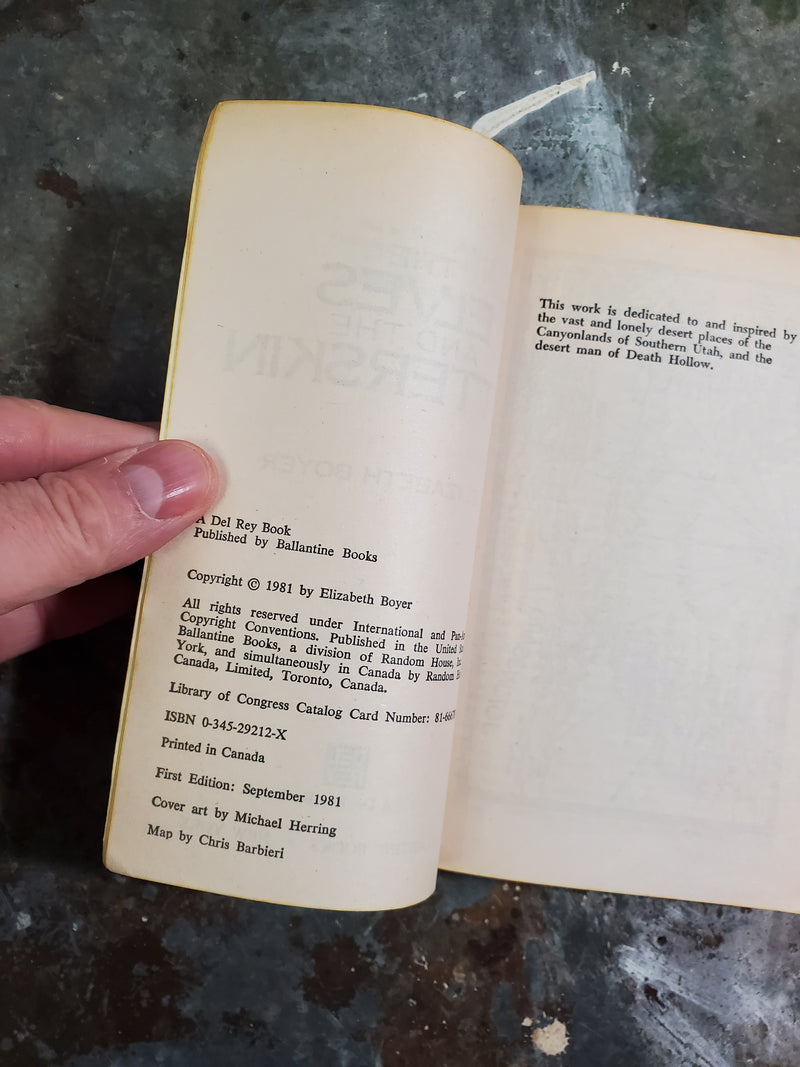 A Del Rey Book
Published by Ballantine Books
Copyright © 1981 by Elizabeth Boyer
All rights reserved under International and
Copyright Conventions. Published in the United
Ballantine Books, a division of Random House,
York, and simultaneously in Canada by Random
Canada, Limited, Toronto, Canada.
Library of Congress Catalog Card Number:
ISBN 0-345-29212-X
Printed in Canada
First Edition: September 1981
Cover art by Michael Herring
Map by Chris Barbieri
This work is dedicated to and inspired by
the vast and lonely desert places of the
Canyonlands of Southern Utah, and the
desert man of Death Hollow.